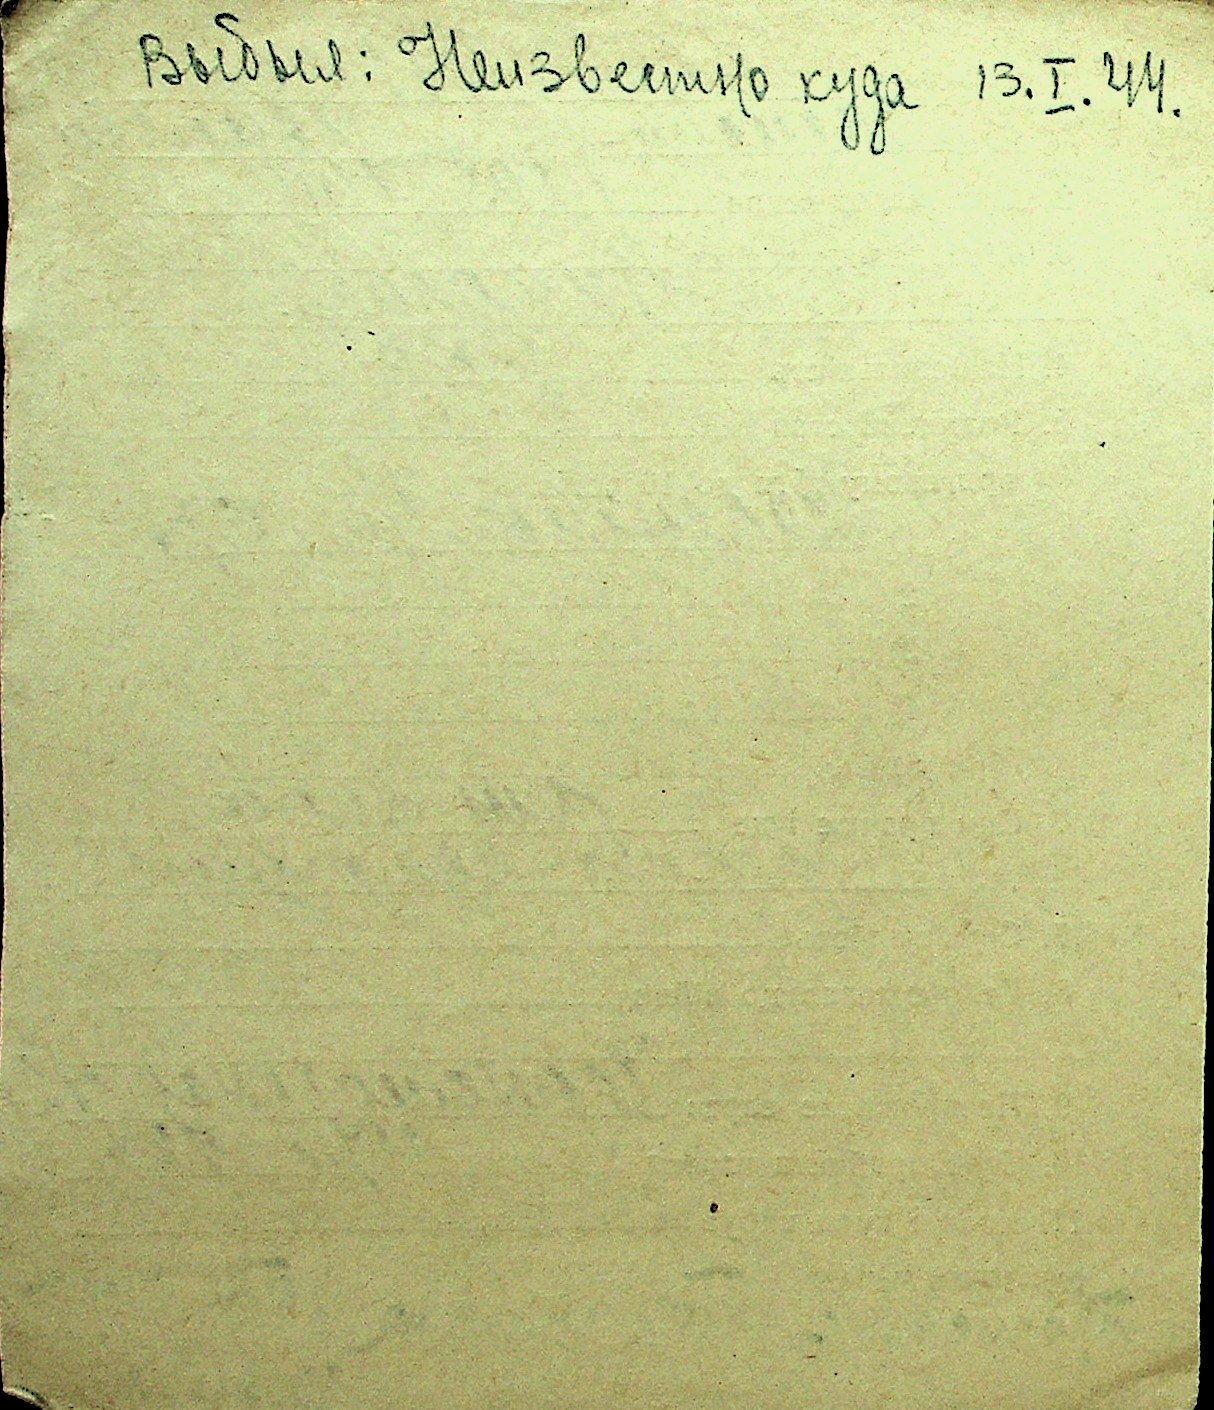 Выбыл: Неизвестно куда 13.I.44.